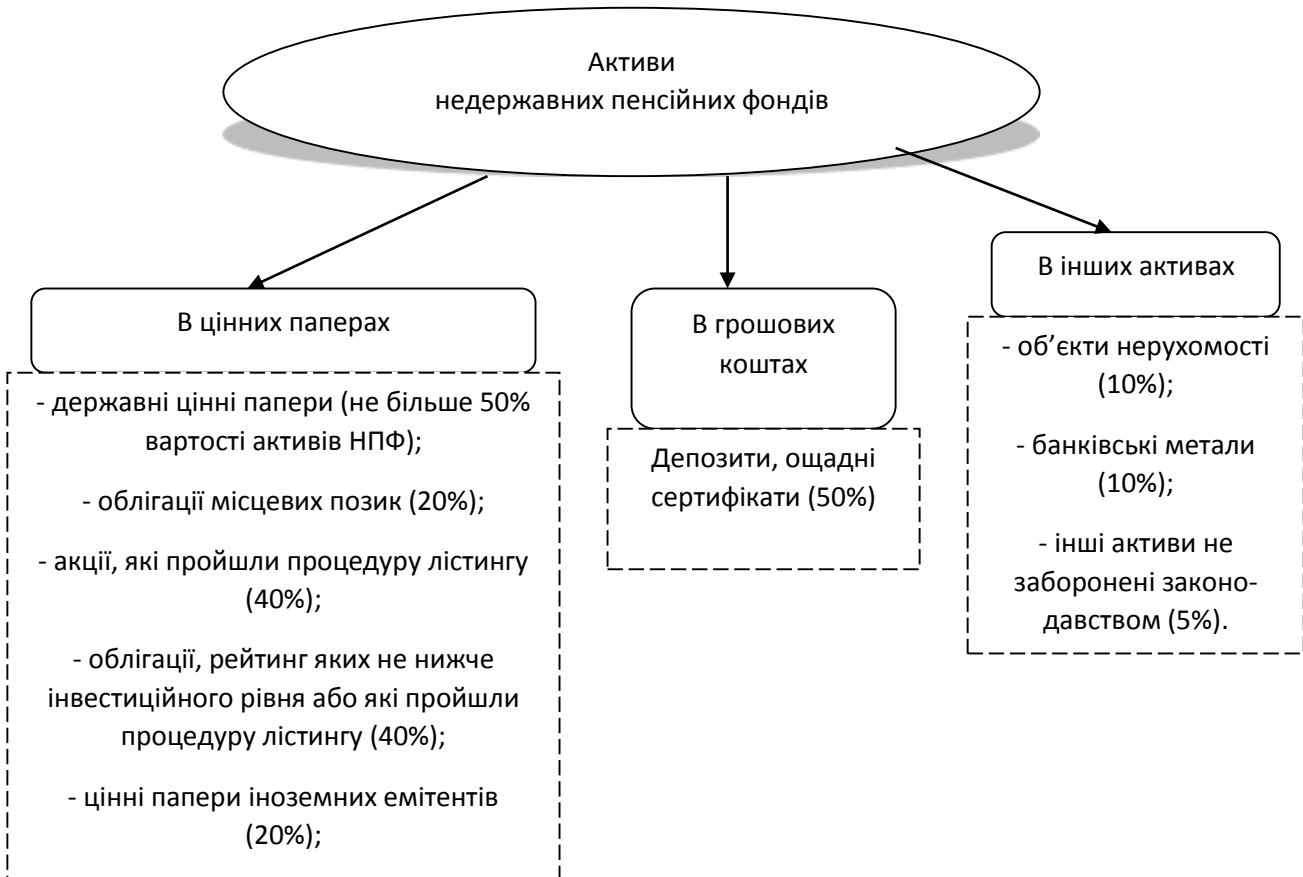 Активи
недержавних пенсійних фондів
В цінних паперах
- державні цінні папери (не більше 50%
вартості активів НПФ);
- облігації місцевих позик (20%);
- акції, які пройшли процедуру лістингу
(40%);
- облігації, рейтинг яких не нижче
інвестиційного рівня або які пройшли
процедуру лістингу (40%);
- цінні папери іноземних емітентів
(20%);
В грошових
коштах
Депозити, ощадні
сертифікати (50%)
В інших активах
- об’єкти нерухомості
(10%);
- банківські метали
(10%);
- інші активи не
заборонені законо-
давством (5%).